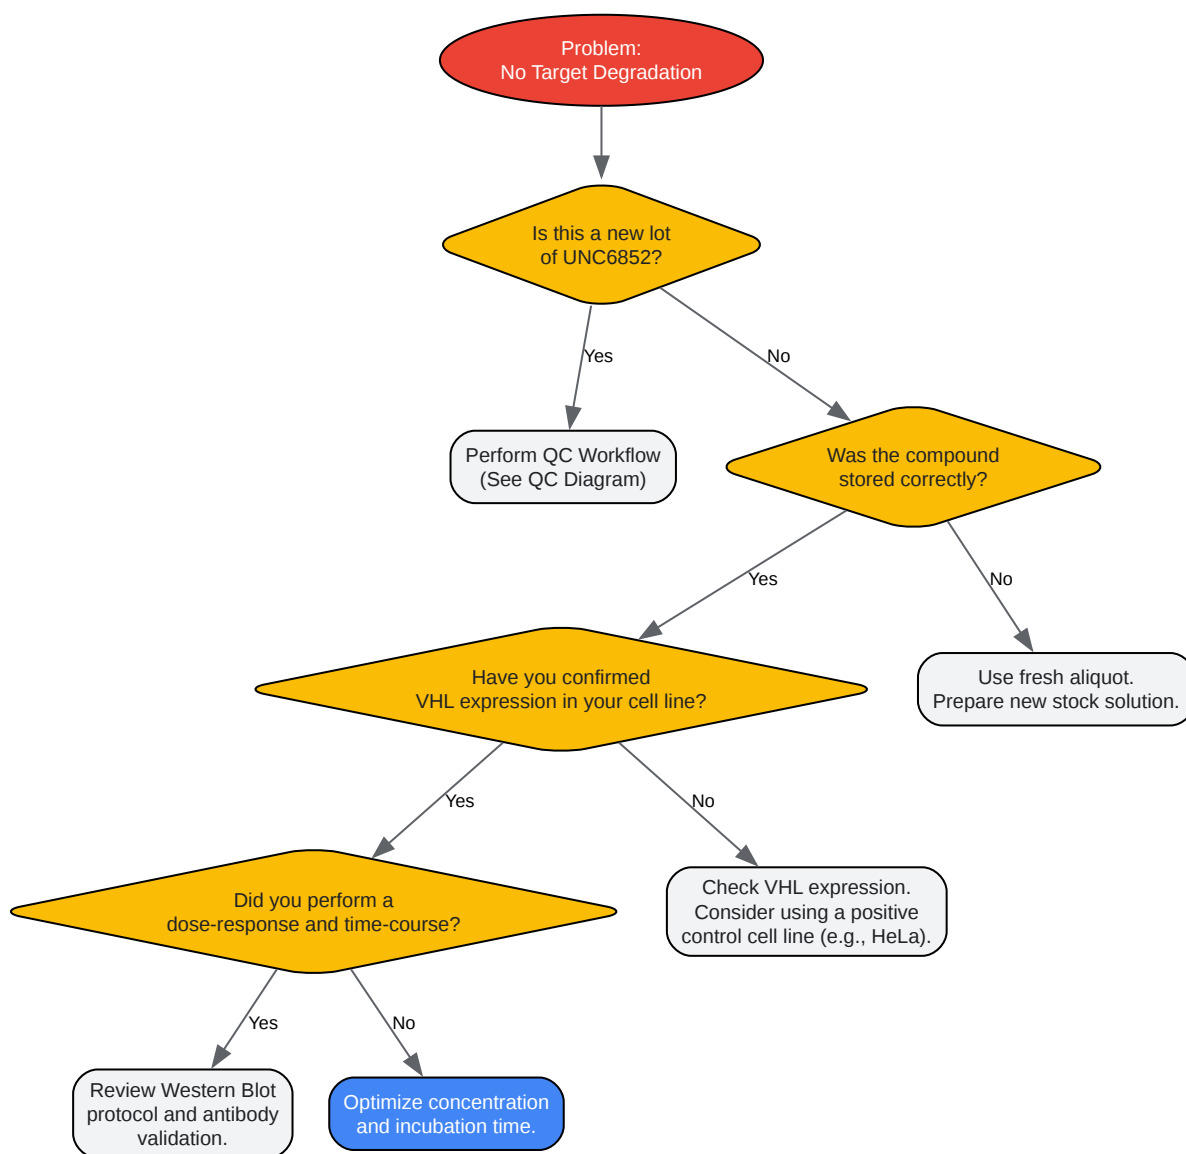 Problem:
No Target Degradation
Is this a new lot
of UNC6852?
Yes
No
Perform QC Workflow
(See QC Diagram)
Was the compound
stored correctly?
Yes
No
Have you confirmed
VHL expression in your cell line?
Use fresh aliquot.
Prepare new stock solution.
Yes
No
Did you perform a
dose-response and time-course?
Check VHL expression.
Consider using a positive
control cell line (e.g., HeLa).
Yes
No
Review Western Blot
protocol and antibody
validation.
Optimize concentration
and incubation time.